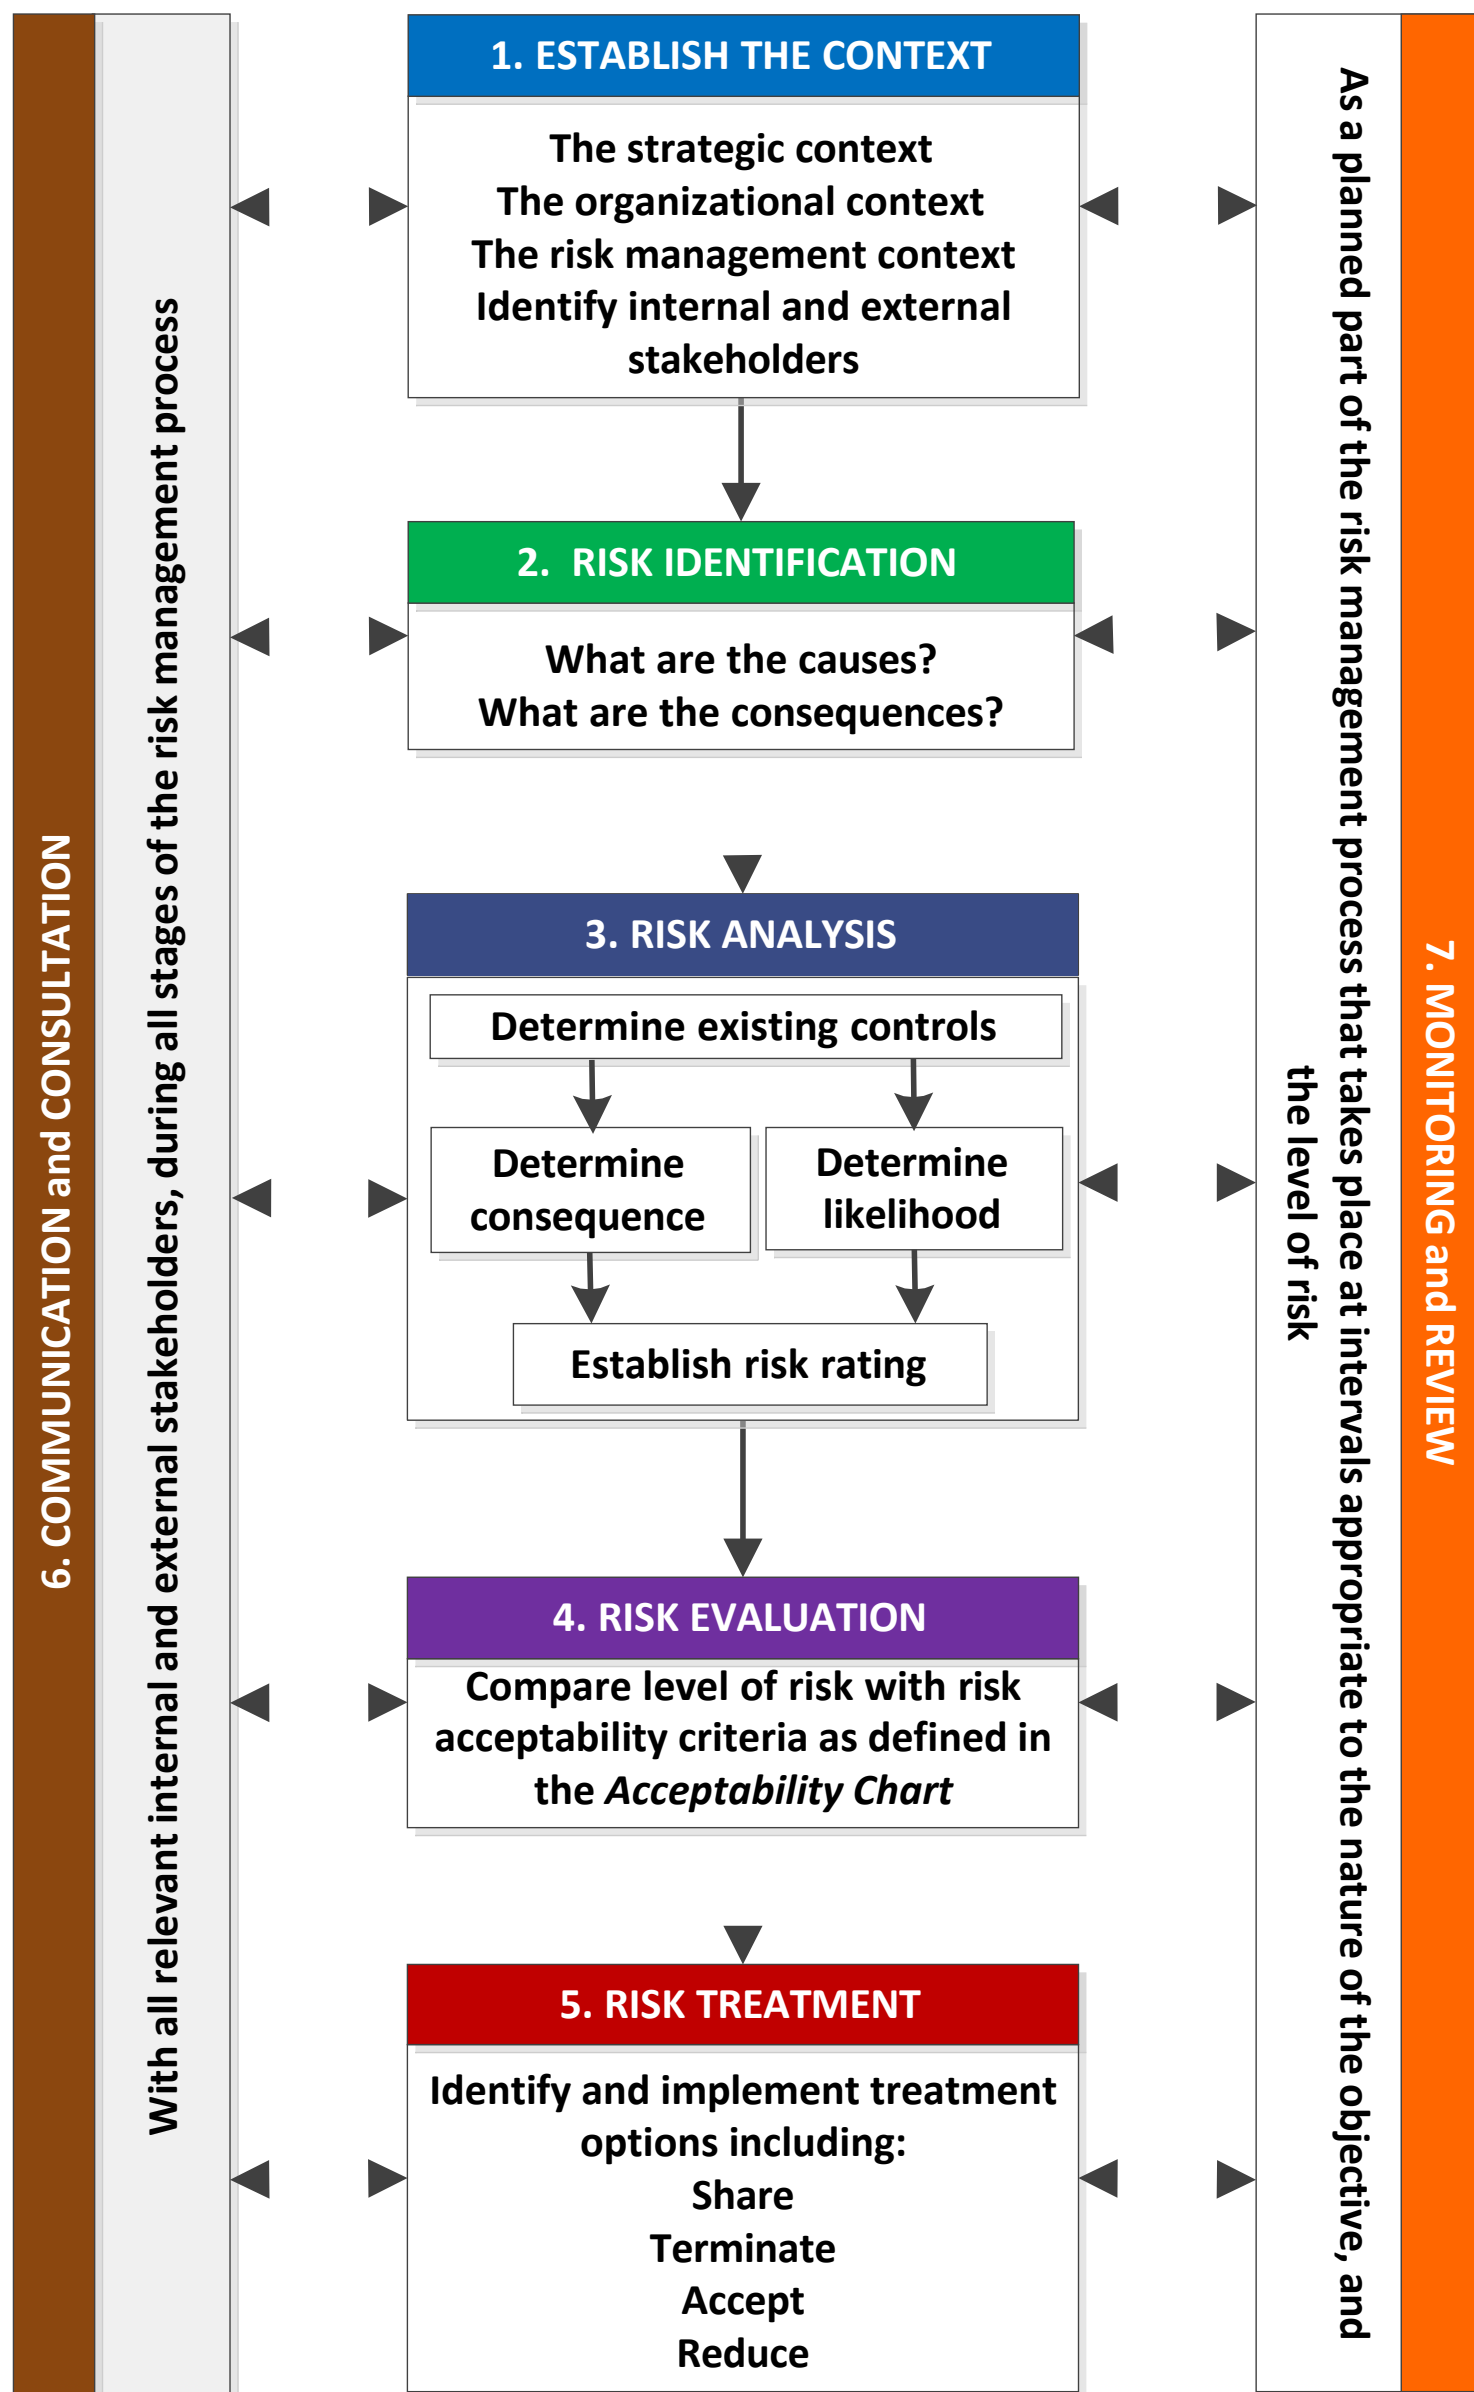 6. COMMUNICATION and CONSULTATION
With all relevant internal and external stakeholders, during all stages of the risk management process
1. ESTABLISH THE CONTEXT
The strategic context
The organizational context
The risk management context
Identify internal and external
stakeholders
2. RISK IDENTIFICATION
What are the causes?
What are the consequences?
3. RISK ANALYSIS
Determine existing controls
Determine
consequence
Determine
likelihood
Establish risk rating
4. RISK EVALUATION
Compare level of risk with risk
acceptability criteria as defined in
the Acceptability Chart
5. RISK TREATMENT
Identify and implement treatment
options including:
Share
Terminate
Accept
Reduce
As a planned part of the risk management process that takes place at intervals appropriate to the nature of the objective, and
the level of risk
7. MONITORING and REVIEW